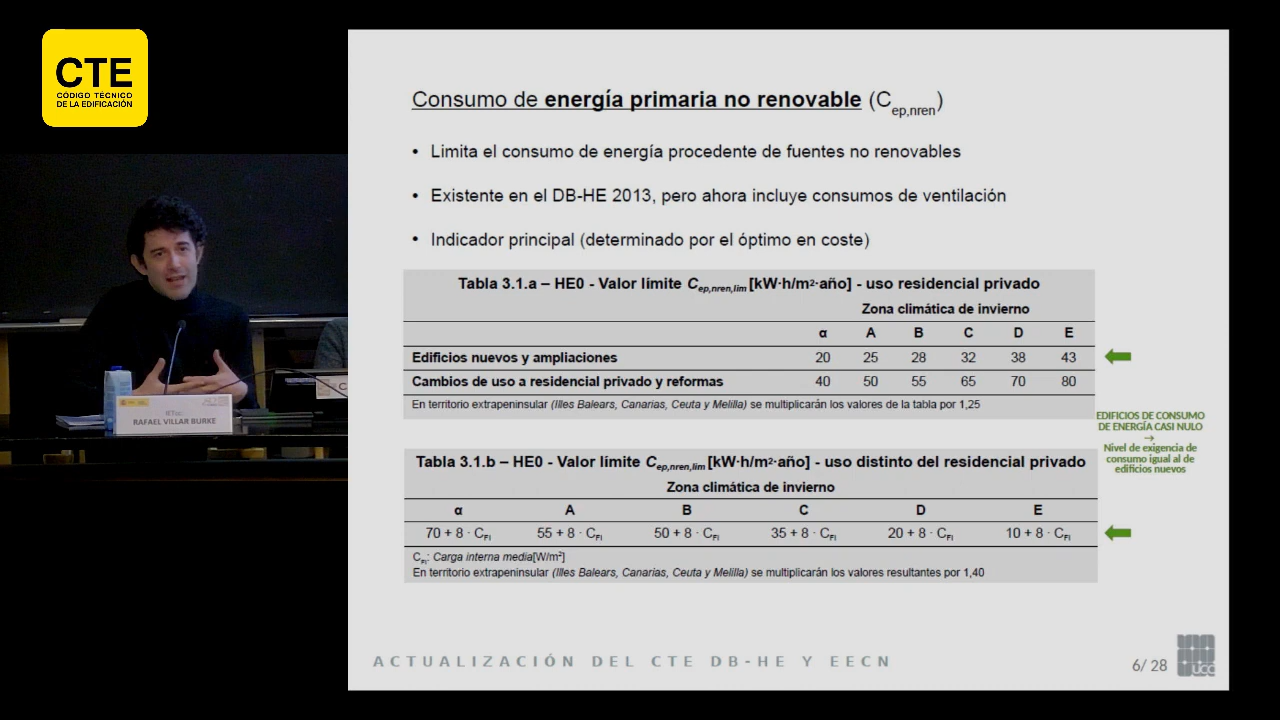 CTE
CÓDIGO TÉCNICO
DE LA EDIFICACIÓN
IETcc
RAFAEL VILLAR BURKE
Consumo de energía primaria no renovable (Cep,nren)
• Limita el consumo de energía procedente de fuentes no renovables
• Existente en el DB-HE 2013, pero ahora incluye consumos de ventilación
• Indicador principal (determinado por el óptimo en coste)
Tabla 3.1.a – HE0 - Valor límite Cep,nren,lim [kW·h/m²·año] - uso residencial privado
Zona climática de invierno
α A B C D E
Edificios nuevos y ampliaciones 20 25 28 32 38 43
Cambios de uso a residencial privado y reformas 40 50 55 65 70 80
En territorio extrapeninsular (Illes Balears, Canarias, Ceuta y Melilla) se multiplicarán los valores de la tabla por 1,25
EDIFICIOS DE CONSUMO
DE ENERGÍA CASI NULO
→
Nivel de exigencia de
consumo igual al de
edificios nuevos
Tabla 3.1.b – HE0 - Valor límite Cep,nren,lim [kW·h/m²·año] - uso distinto del residencial privado
Zona climática de invierno
α A B C D E
70 + 8 · CFI 55 + 8 · CFI 50 + 8 · CFI 35 + 8 · CFI 20 + 8 · CFI 10 + 8 · CFI
CFI: Carga interna media[W/m²]
En territorio extrapeninsular (Illes Balears, Canarias, Ceuta y Melilla) se multiplicarán los valores resultantes por 1,40
ACTUALIZACIÓN DEL CTE DB-HE Y EECN
6/ 28
UCC